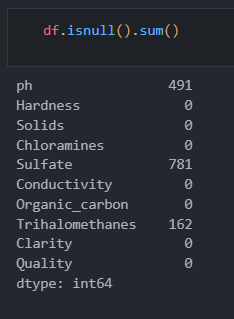 df.isnull().sum()
ph 491
Hardness 0
Solids 0
Chloramines 0
Sulfate 781
Conductivity 0
Organic_carbon 0
Trihalomethanes 162
Clarity 0
Quality 0
dtype: int64